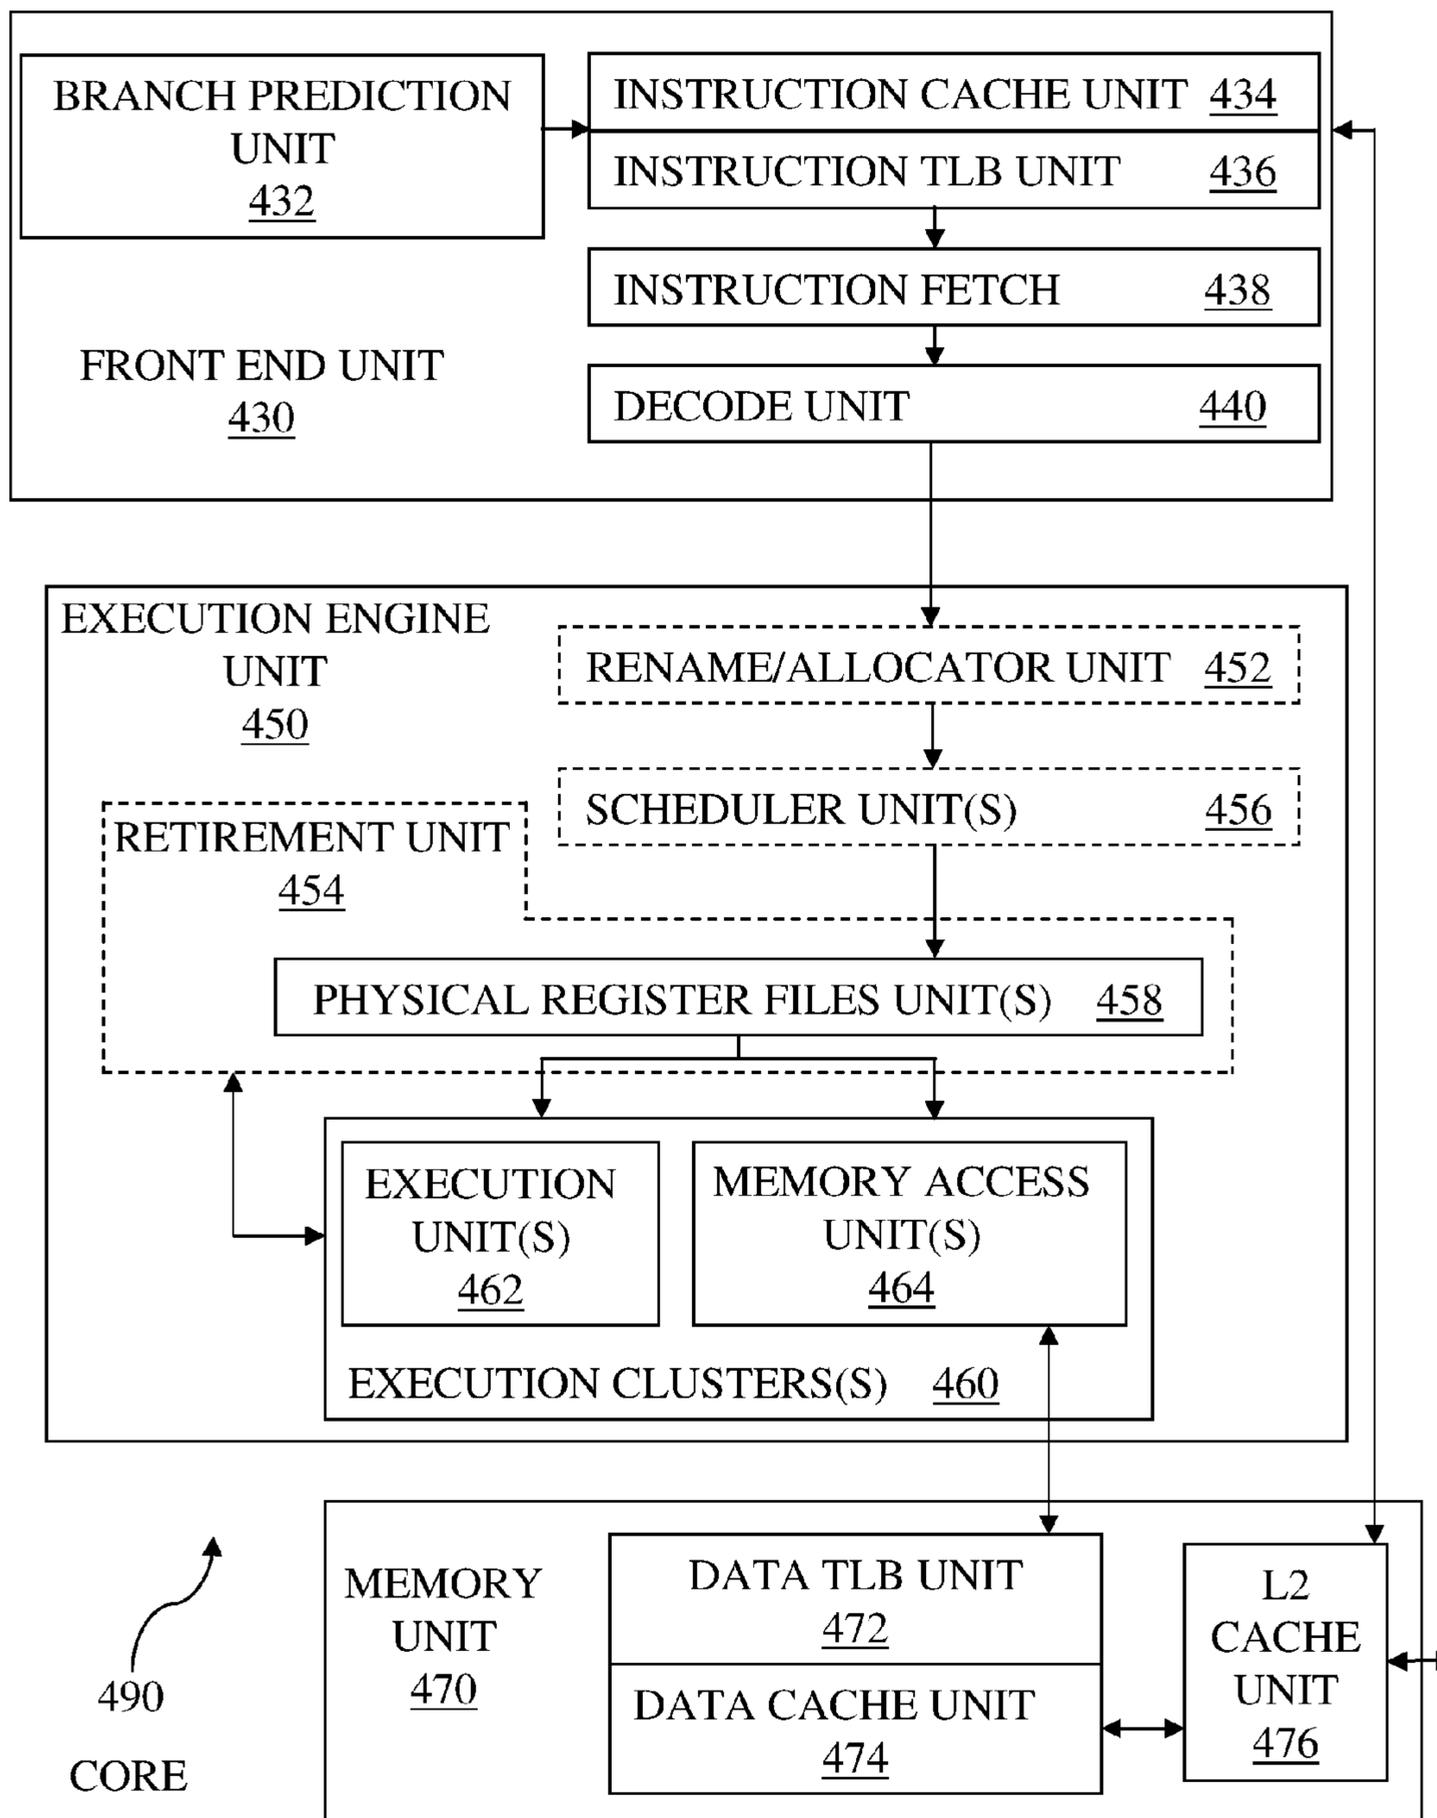 BRANCH PREDICTION
UNIT
432
INSTRUCTION CACHE UNIT 434
INSTRUCTION TLB UNIT 436
INSTRUCTION FETCH 438
FRONT END UNIT
430
DECODE UNIT 440
EXECUTION ENGINE
UNIT
450
RENAME/ALLOCATOR UNIT 452
SCHEDULER UNIT(S) 456
RETIREMENT UNIT
454
PHYSICAL REGISTER FILES UNIT(S) 458
EXECUTION
UNIT(S)
462
MEMORY ACCESS
UNIT(S)
464
EXECUTION CLUSTERS(S) 460
MEMORY
UNIT
470
DATA TLB UNIT
472
DATA CACHE UNIT
474
L2
CACHE
UNIT
476
490
CORE